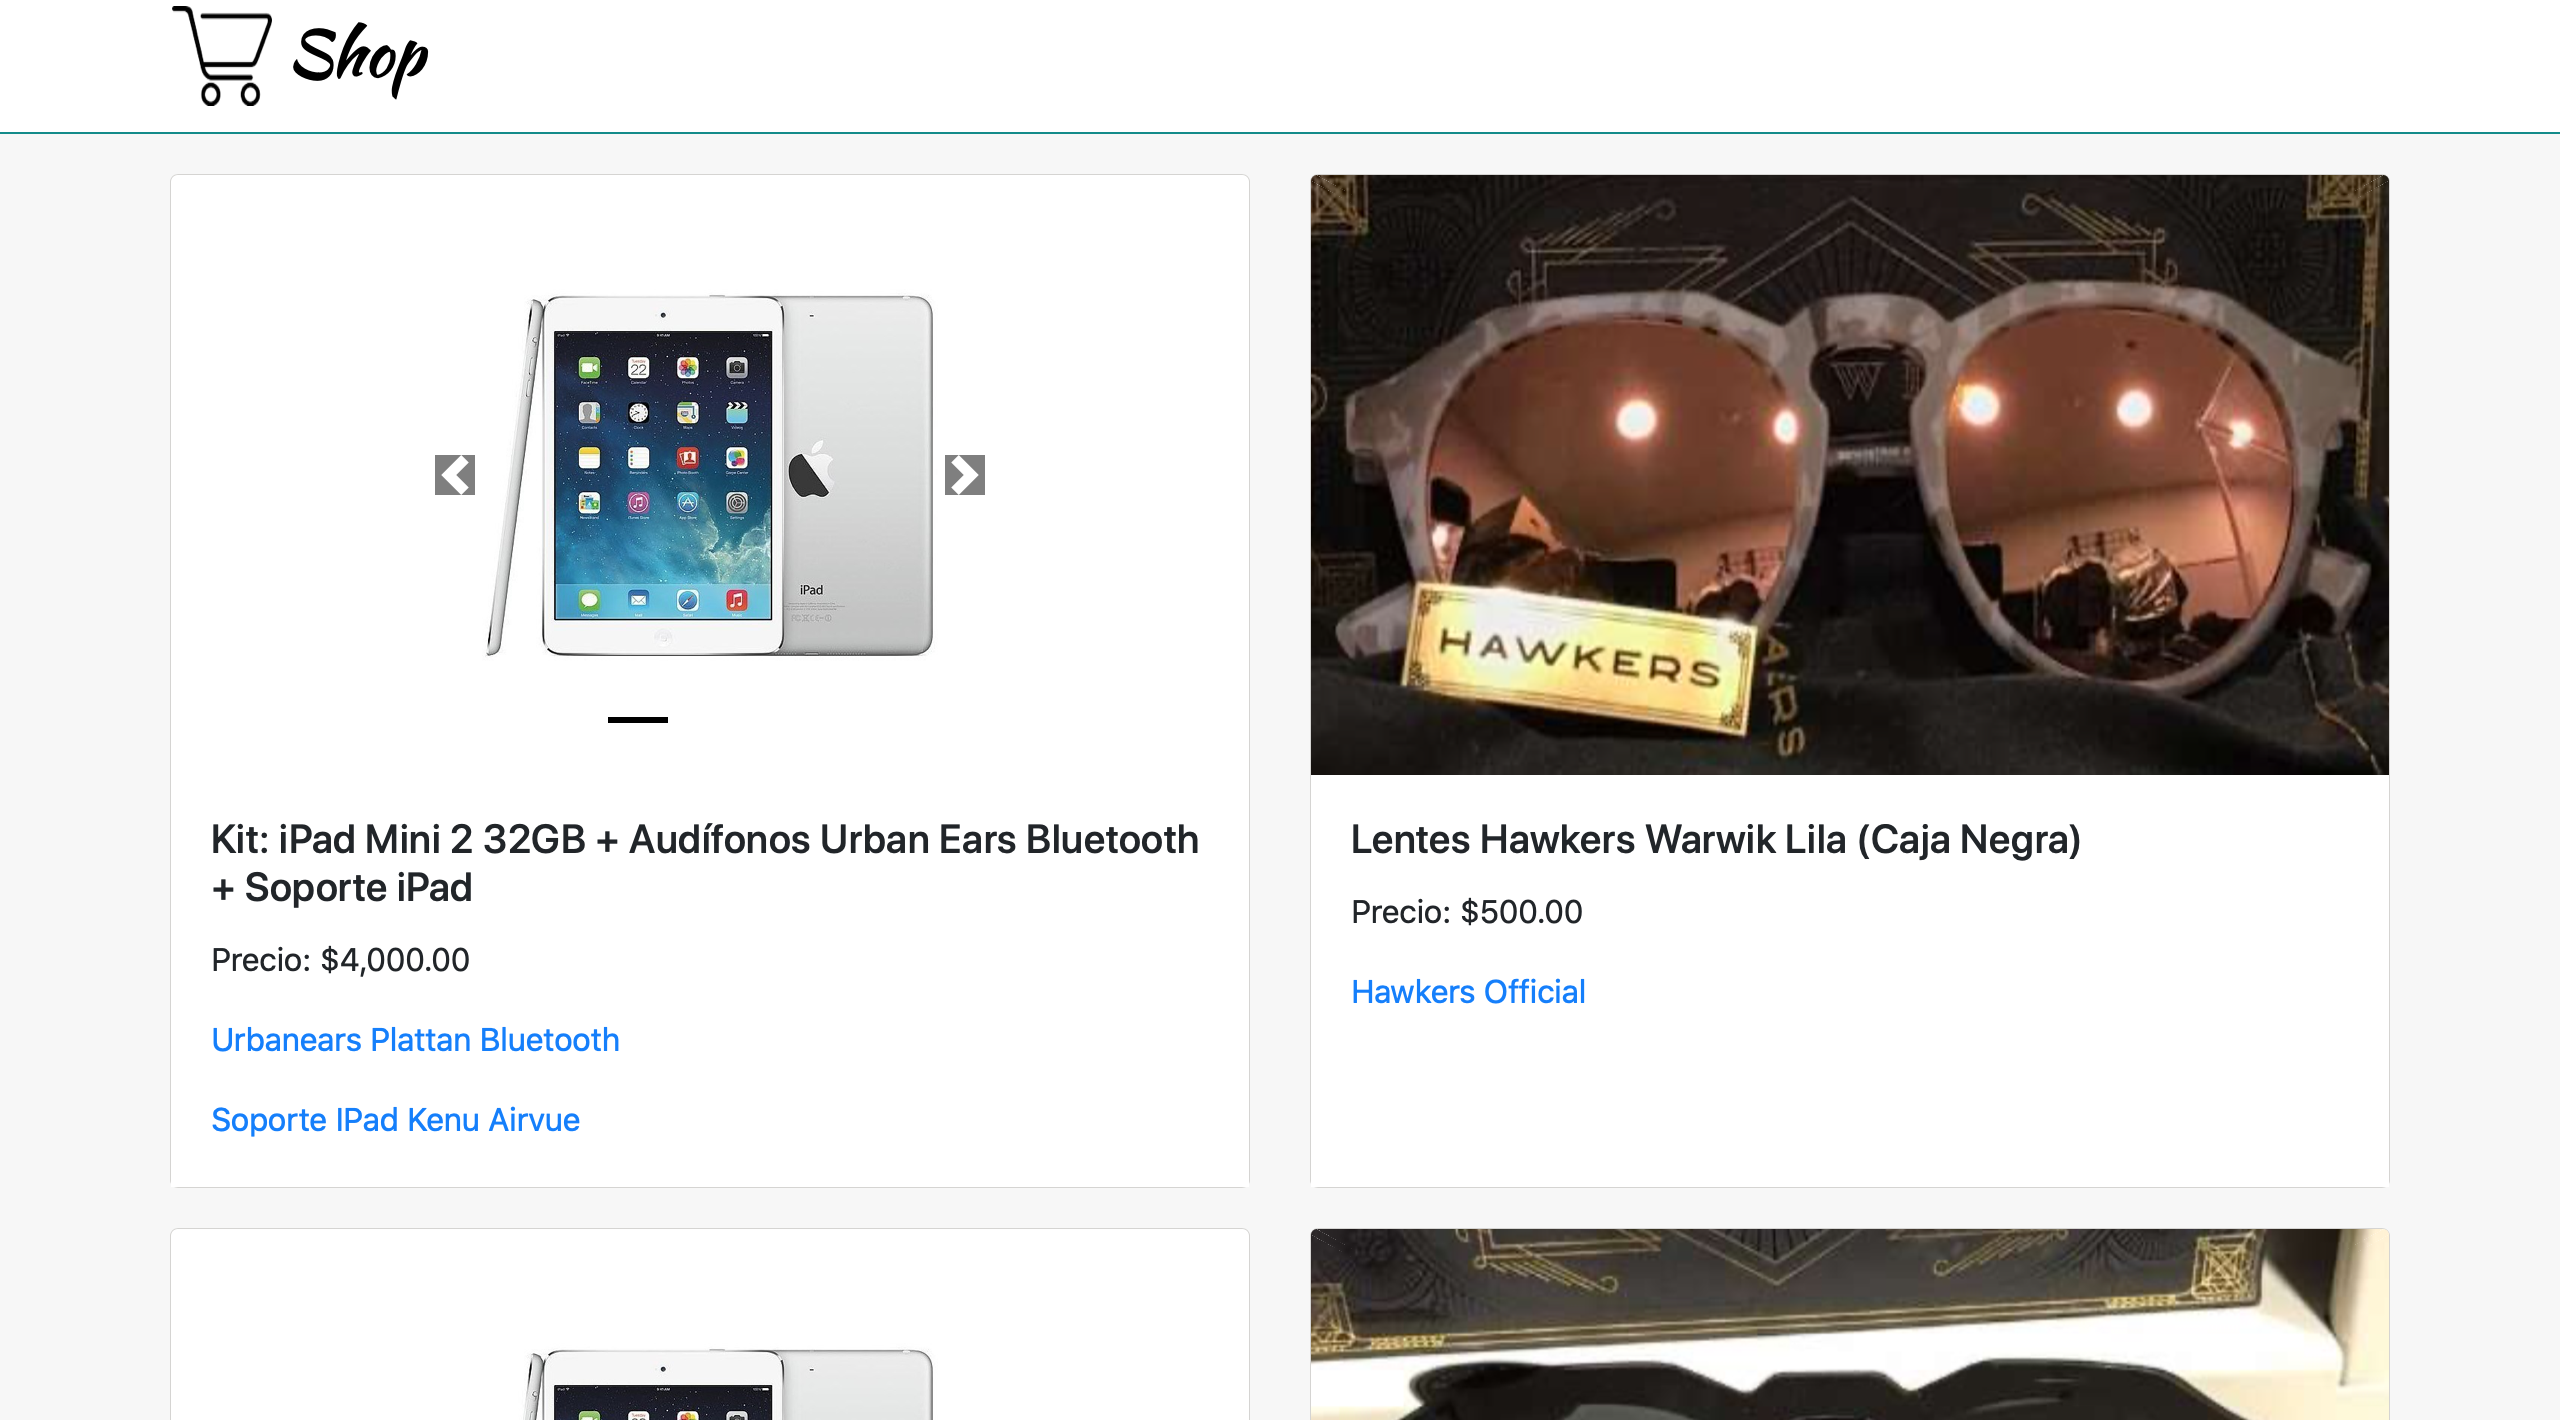 Shop
iPad
HAWKERS
Kit: iPad Mini 2 32GB + Audífonos Urban Ears Bluetooth
+ Soporte iPad
Precio: $4,000.00
Urbanears Plattan Bluetooth
Soporte IPad Kenu Airvue
Lentes Hawkers Warwik Lila (Caja Negra)
Precio: $500.00
Hawkers Official